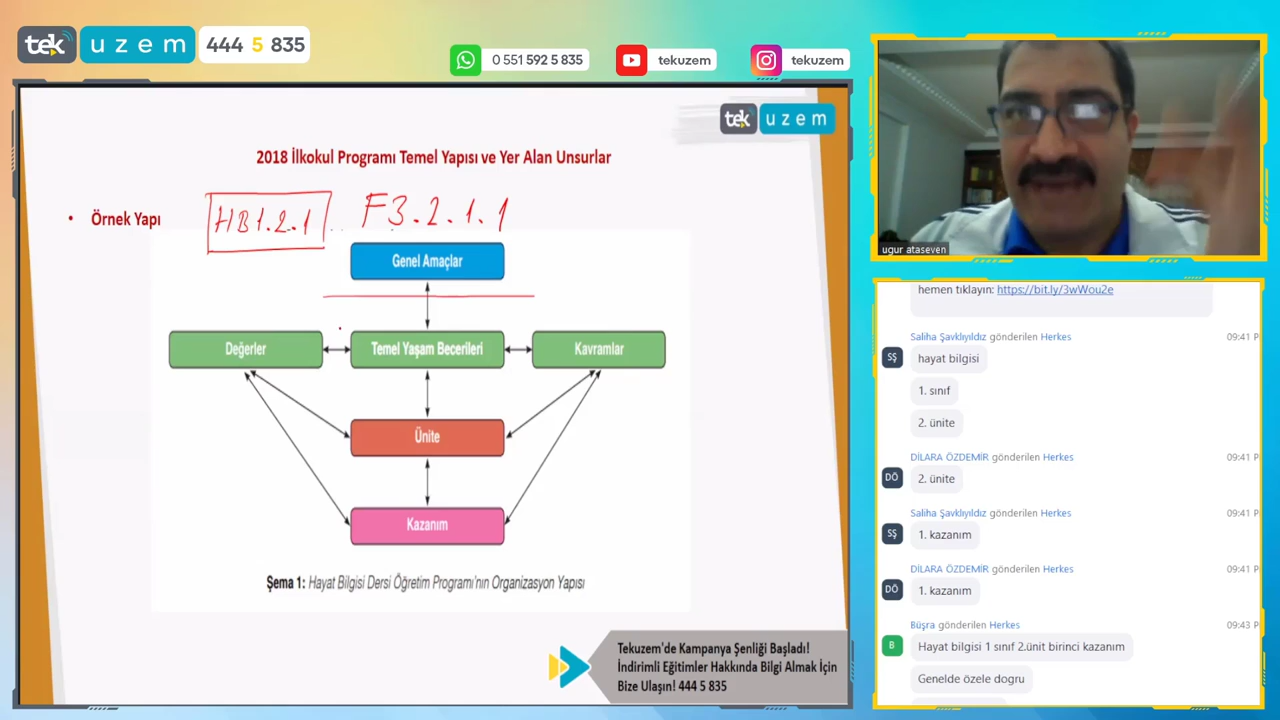 tek uzem 444 5 835
0 551 592 5 835
tekuzem
tekuzem
tek uzem
2018 İlkokul Programı Temel Yapısı ve Yer Alan Unsurlar
• Örnek Yapı
HB1.2.1
F3.2.1.1
Genel Amaçlar
Değerler
Temel Yaşam Becerileri
Kavramlar
Ünite
Kazanım
Şema 1: Hayat Bilgisi Dersi Öğretim Programı'nın Organizasyon Yapısı
Tekuzem'de Kampanya Şenliği Başladı!
İndirimli Eğitimler Hakkında Bilgi Almak İçin
Bize Ulaşın! 444 5 835
ugur ataseven
hemen tıklayın: https://bit.ly/3wWou2e
Saliha Şavklıyıldız gönderilen Herkes 09:41 P
SŞ hayat bilgisi
1. sınıf
2. ünite
DİLARA ÖZDEMİR gönderilen Herkes 09:41 P
DÖ 2. ünite
Saliha Şavklıyıldız gönderilen Herkes 09:41 P
SŞ 1. kazanım
DİLARA ÖZDEMİR gönderilen Herkes 09:41 P
DÖ 1. kazanım
Büşra gönderilen Herkes 09:43 P
B Hayat bilgisi 1 sınıf 2.ünit birinci kazanım
Genelde özele dogru